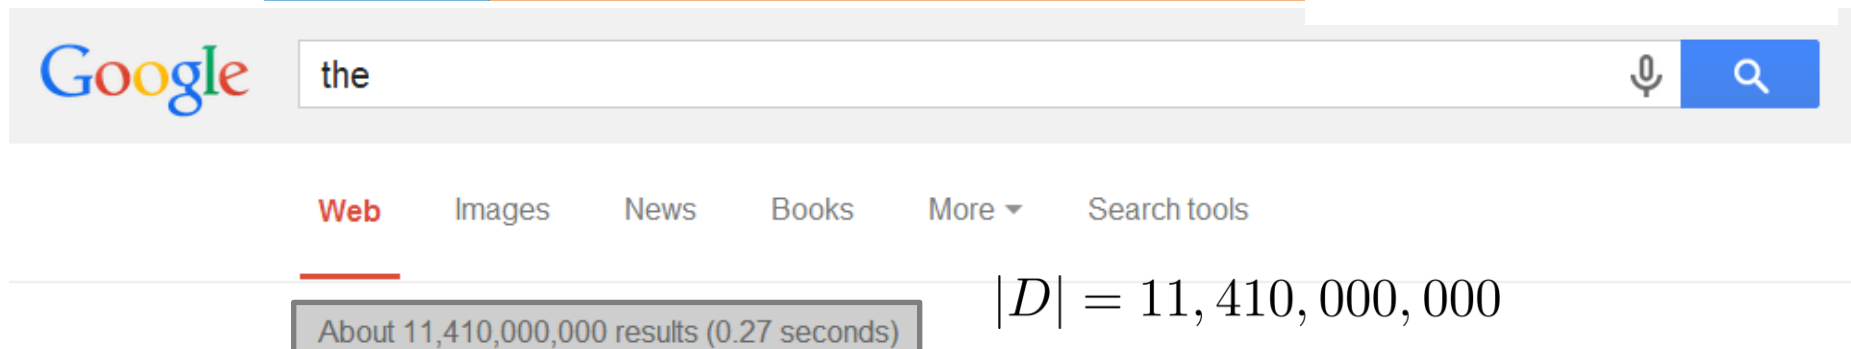 Google the
Web Images News Books More Search tools
|D| = 11, 410, 000, 000
About 11,410,000,000 results (0.27 seconds)